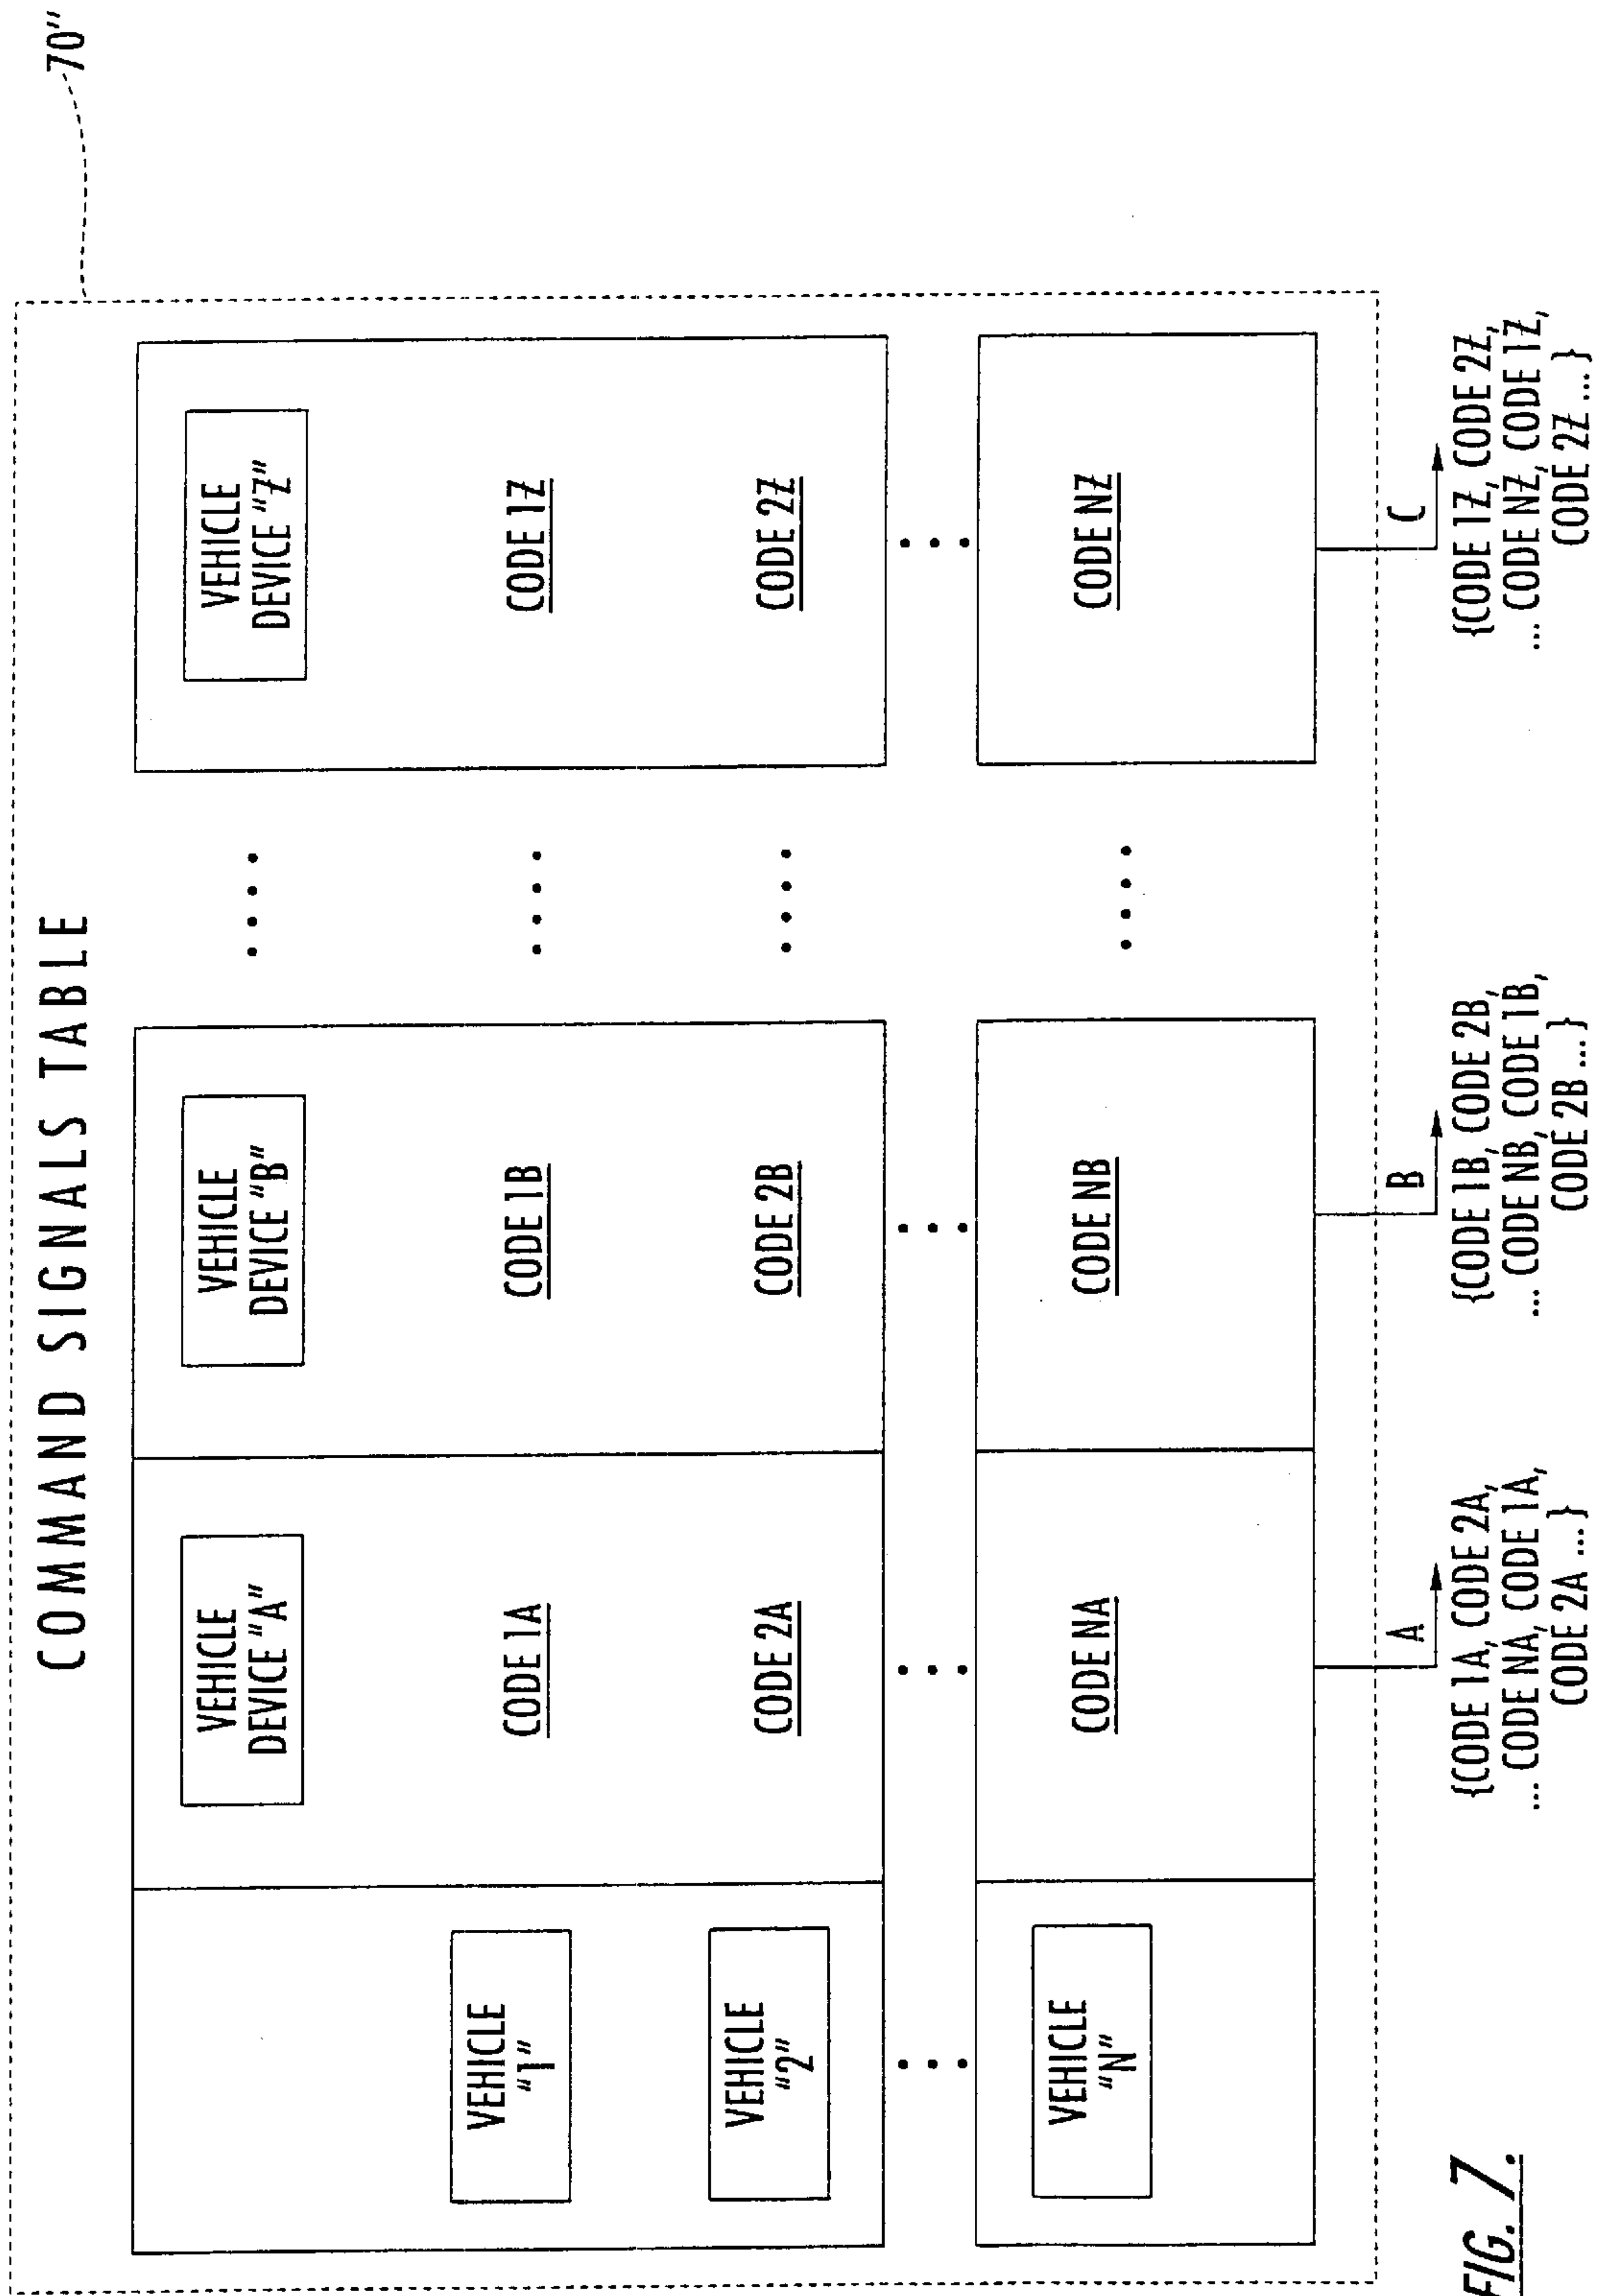 COMMAND SIGNALS TABLE
70"
VEHICLE
DEVICE "A"
VEHICLE
DEVICE "B"
....
VEHICLE
DEVICE "Z"
VEHICLE
"1"
CODE 1A
CODE 1B
....
CODE 1Z
VEHICLE
"2"
CODE 2A
CODE 2B
....
CODE 2Z
...
...
...
...
VEHICLE
"N"
CODE NA
CODE NB
....
CODE NZ
A
B
C
{CODE 1A, CODE 2A,
... CODE NA, CODE 1A,
CODE 2A ...}
{CODE 1B, CODE 2B,
... CODE NB, CODE 1B,
CODE 2B ...}
{CODE 1Z, CODE 2Z,
... CODE NZ, CODE 1Z,
CODE 2Z ...}
FIG. 7.